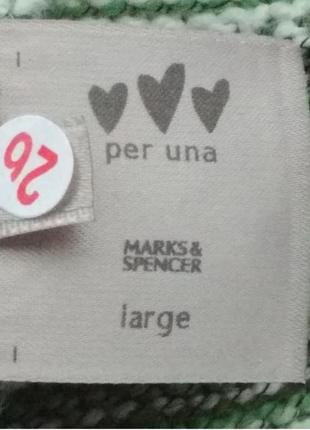 per una
MARKS &
SPENCER
large
26